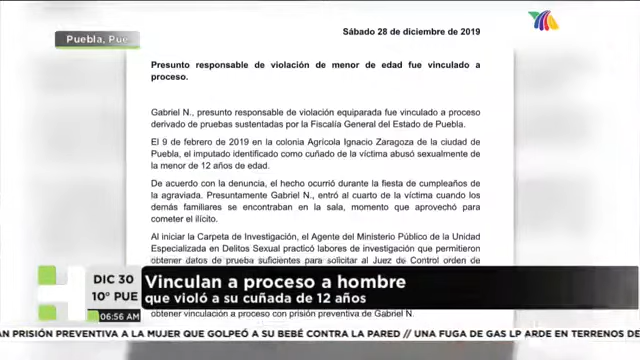 Sábado 28 de diciembre de 2019
Puebla, Pue
Presunto responsable de violación de menor de edad fue vinculado a
proceso.
Gabriel N., presunto responsable de violación equiparada fue vinculado a proceso
derivado de pruebas sustentadas por la Fiscalía General del Estado de Puebla.
El 9 de febrero de 2019 en la colonia Agrícola Ignacio Zaragoza de la ciudad de
Puebla, el imputado identificado como cuñado de la víctima abusó sexualmente de
la menor de 12 años de edad.
De acuerdo con la denuncia, el hecho ocurrió durante la fiesta de cumpleaños de
la agraviada. Presuntamente Gabriel N., entró al cuarto de la víctima cuando los
demás familiares se encontraban en la sala, momento que aprovechó para
cometer el ilícito.
Al iniciar la Carpeta de Investigación, el Agente del Ministerio Público de la Unidad
Especializada en Delitos Sexual practicó labores de investigación que permitieron
obtener datos de prueba suficientes para solicitar al Juez de Control orden de
obtener vinculación a proceso con prisión preventiva de Gabriel N.
DIC 30
10° PUE
06:56 AM
Vinculan a proceso a hombre
que violó a su cuñada de 12 años
AN PRISIÓN PREVENTIVA A LA MUJER QUE GOLPEÓ A SU BEBÉ CONTRA LA PARED // UNA FUGA DE GAS LP ARDE EN TERRENOS DE